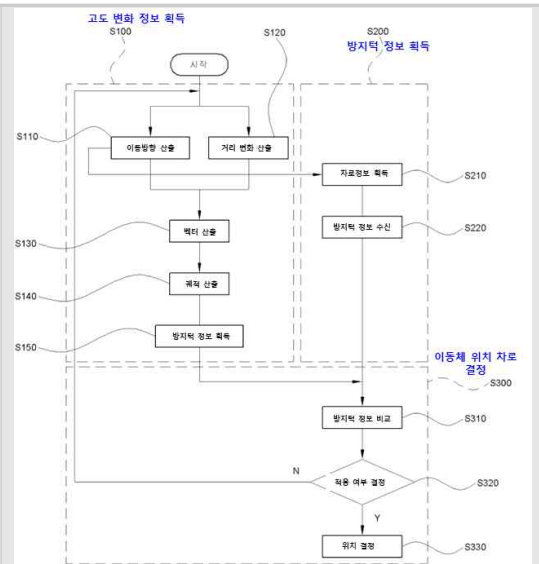 고도 변화 정보 획득
S100
S120
S200
방지턱 정보 획득
시작
S110
이동방향 산출
거리 변화 산출
차로정보 획득
S210
방지턱 정보 수신
S220
벡터 산출
S130
궤적 산출
S140
방지턱 정보 획득
S150
이동체 위치 차로
결정
S300
방지턱 정보 비교
S310
N
적용 여부 결정
S320
Y
위치 결정
S330